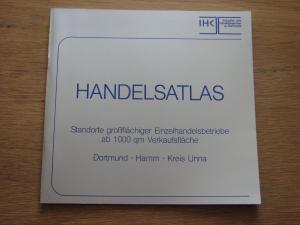 IHK
HANDELSATLAS
Standorte großflächiger Einzelhandelsbetriebe
ab 1000 qm Verkaufsfläche
Dortmund · Hamm · Kreis Unna